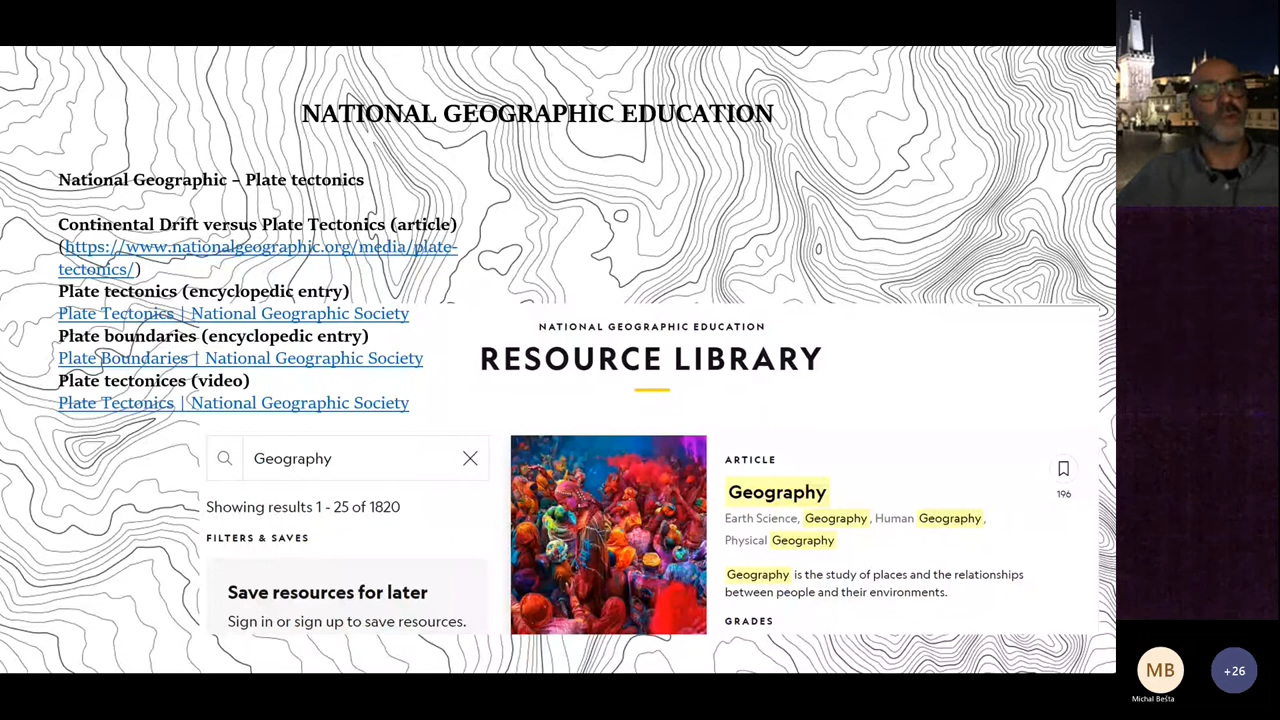 NATIONAL GEOGRAPHIC EDUCATION
National Geographic – Plate tectonics
Continental Drift versus Plate Tectonics (article)
(https://www.nationalgeographic.org/media/plate-
tectonics/)
Plate tectonics (encyclopedic entry)
Plate Tectonics | National Geographic Society
Plate boundaries (encyclopedic entry)
Plate Boundaries | National Geographic Society
Plate tectonices (video)
Plate Tectonics | National Geographic Society
NATIONAL GEOGRAPHIC EDUCATION
RESOURCE LIBRARY
Geography
Showing results 1 - 25 of 1820
FILTERS & SAVES
Save resources for later
Sign in or sign up to save resources.
ARTICLE
Geography
196
Earth Science, Geography, Human Geography,
Physical Geography
Geography is the study of places and the relationships
between people and their environments.
GRADES
MB
Michal Bešta
+26